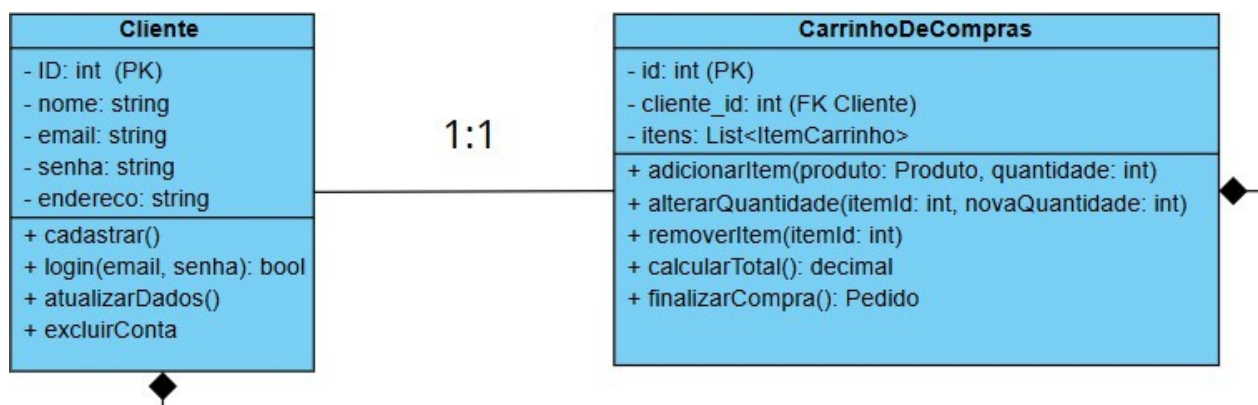 Cliente
- ID: int (PK)
- nome: string
- email: string
- senha: string
- endereco: string
+ cadastrar()
+ login(email, senha): bool
+ atualizarDados()
+ excluirConta
1:1
CarrinhoDeCompras
- id: int (PK)
- cliente_id: int (FK Cliente)
- itens: List<ItemCarrinho>
+ adicionarItem(produto: Produto, quantidade: int)
+ alterarQuantidade(itemId: int, novaQuantidade: int)
+ removerItem(itemId: int)
+ calcularTotal(): decimal
+ finalizarCompra(): Pedido